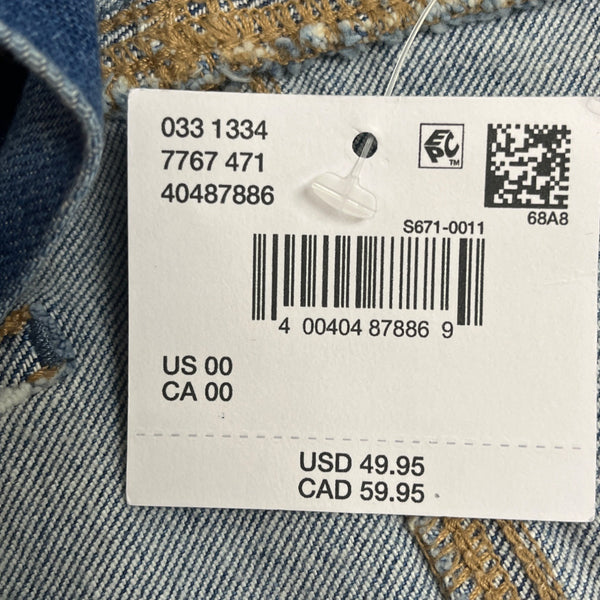 033 1334
7767 471
40487886
EPC™
68A8
S671-0011
4 00404 87886 9
US 00
CA 00
USD 49.95
CAD 59.95